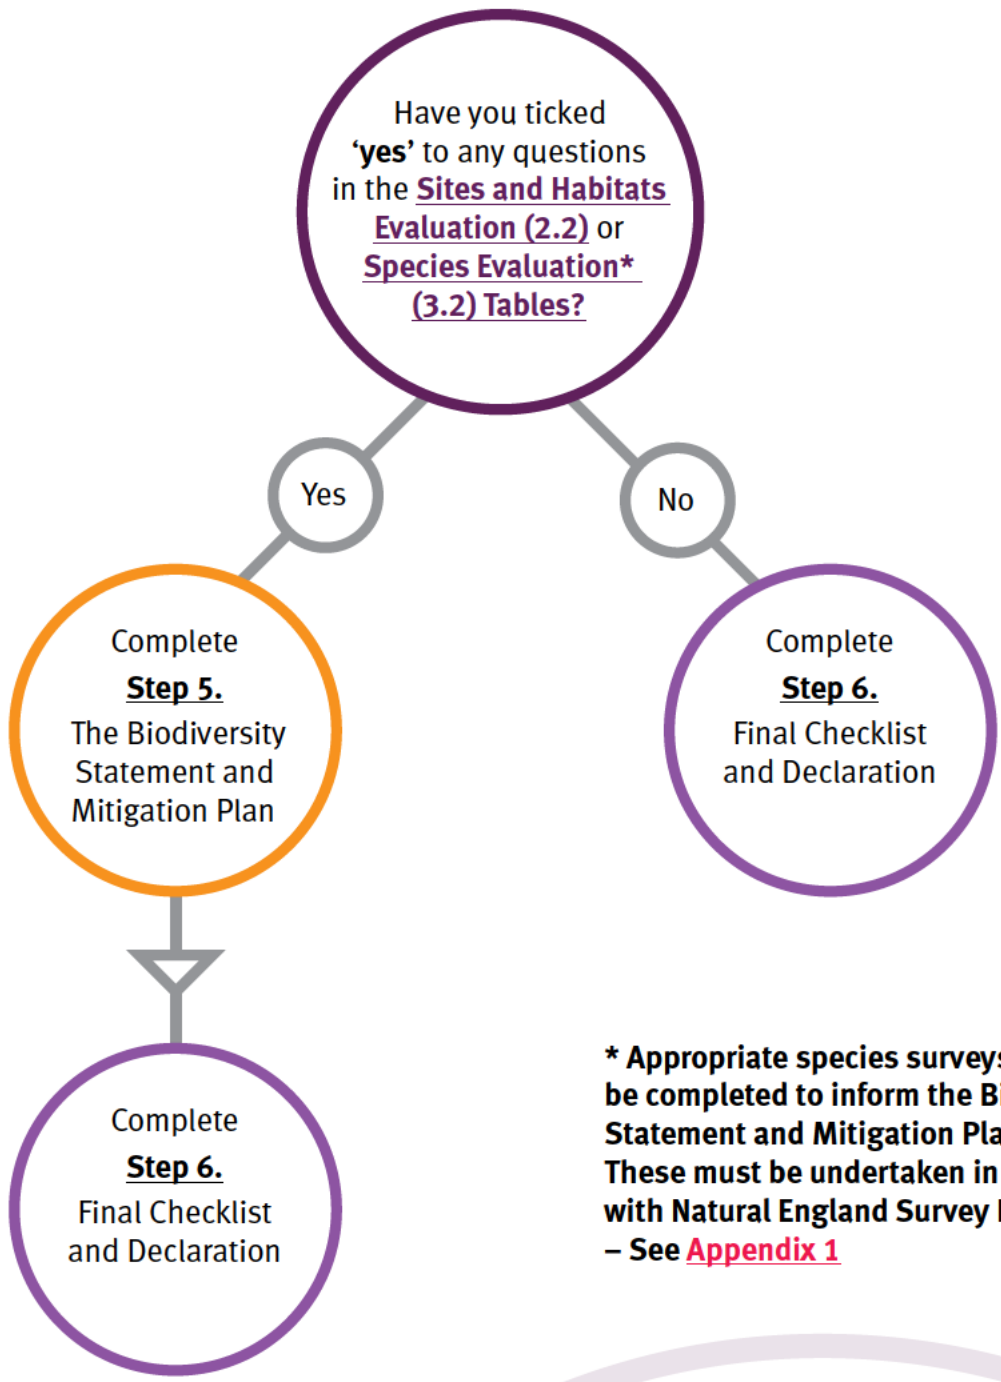 Have you ticked
‘yes’ to any questions
in the Sites and Habitats
Evaluation (2.2) or
Species Evaluation*
(3.2) Tables?
Yes
No
Complete
Step 5.
The Biodiversity
Statement and
Mitigation Plan
Complete
Step 6.
Final Checklist
and Declaration
Complete
Step 6.
Final Checklist
and Declaration
* Appropriate species surveys
be completed to inform the
Statement and Mitigation
These must be undertaken in
with Natural England Survey
– See Appendix 1